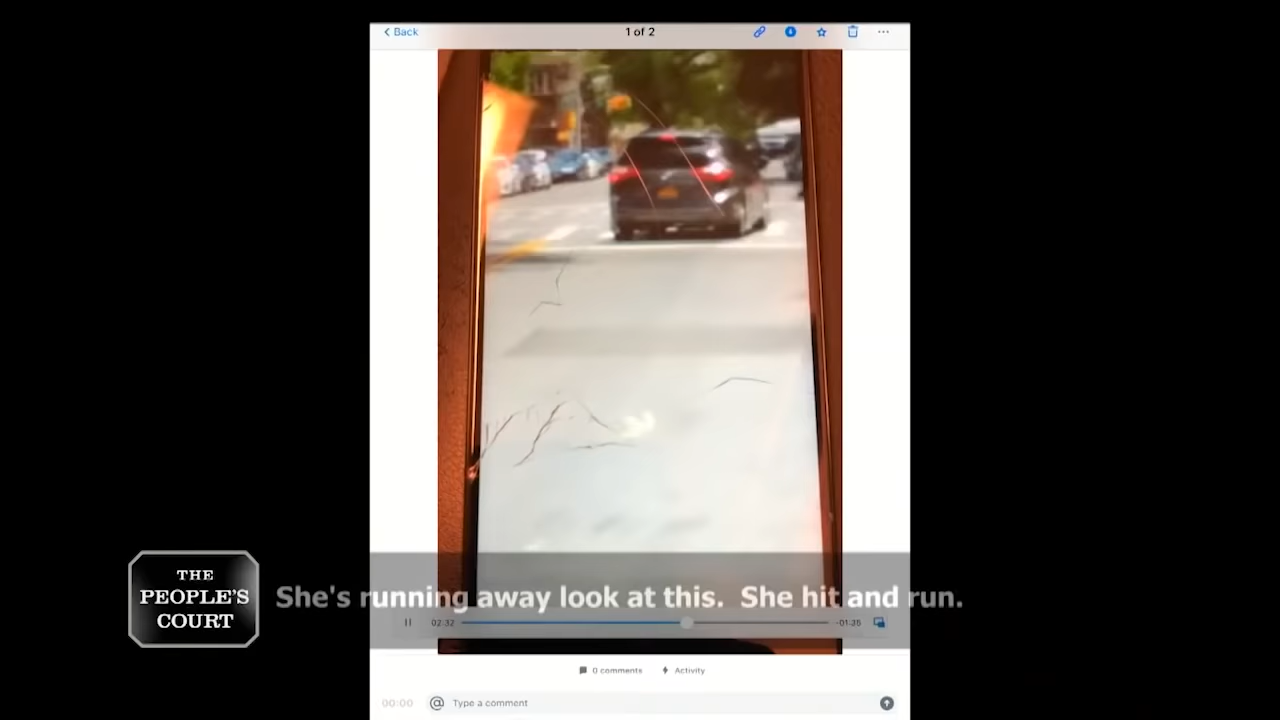 Back
1 of 2
THE
PEOPLE'S
COURT
She's running away look at this.  She hit and run.
02:32
-01:35
0 comments
Activity
00:00
Type a comment